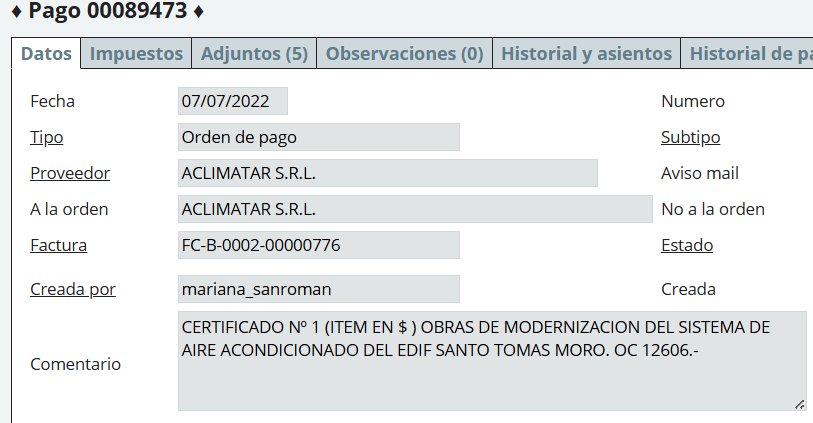 ♦ Pago 00089473 ♦
Datos Impuestos Adjuntos (5) Observaciones (0) Historial y asientos Historial de pa
Fecha 07/07/2022 Numero
Tipo Orden de pago Subtipo
Proveedor ACLIMATAR S.R.L. Aviso mail
A la orden ACLIMATAR S.R.L. No a la orden
Factura FC-B-0002-00000776 Estado
Creada por mariana_sanroman Creada
Comentario CERTIFICADO Nº 1 (ITEM EN $ ) OBRAS DE MODERNIZACION DEL SISTEMA DE
AIRE ACONDICIONADO DEL EDIF SANTO TOMAS MORO. OC 12606.-